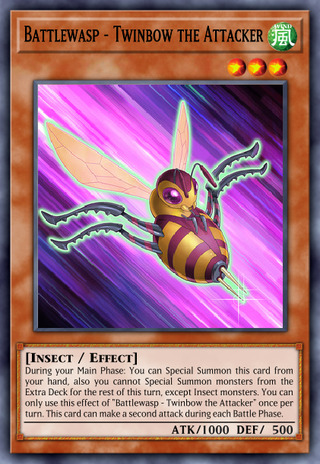 Battlewasp - Twinbow the Attacker
WIND
風
[Insect / Effect]
During your Main Phase: You can Special Summon this card from
your hand, also you cannot Special Summon monsters from the
Extra Deck for the rest of this turn, except Insect monsters. You can
only use this effect of "Battlewasp - Twinbow the Attacker" once per
turn. This card can make a second attack during each Battle Phase.
ATK/1000 DEF/ 500